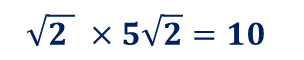 √2 × 5√2 = 10